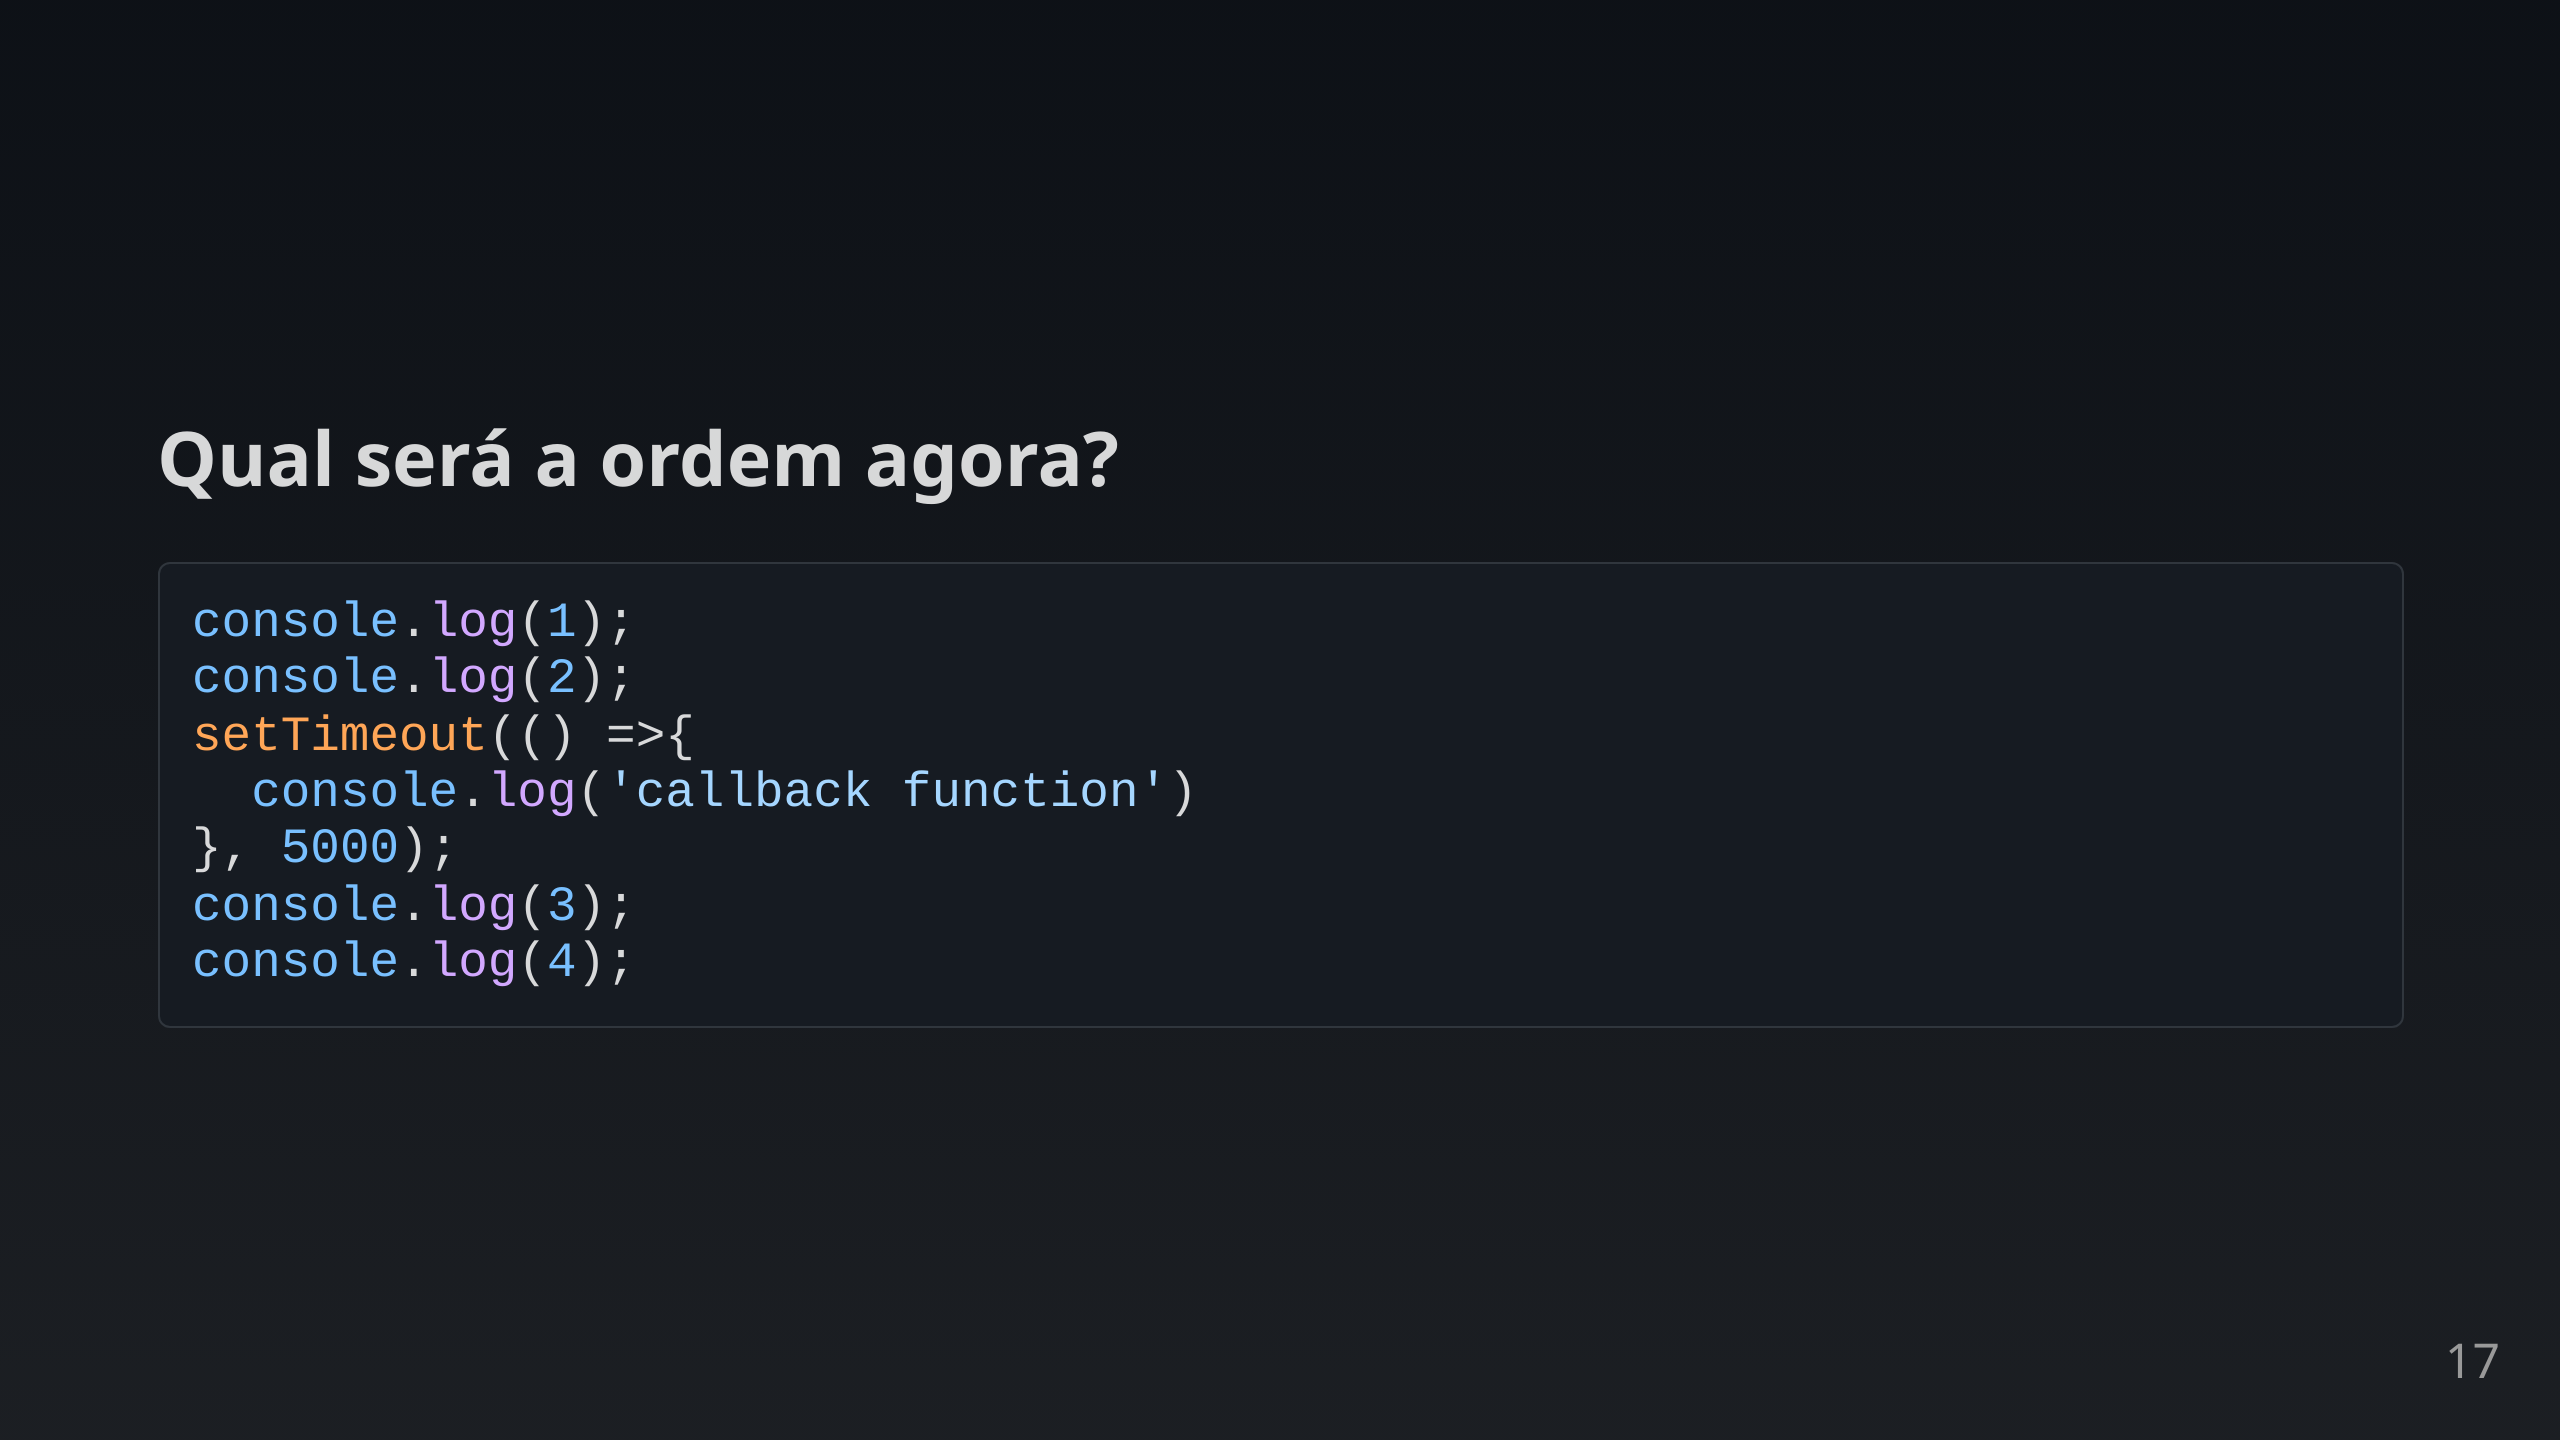 Qual será a ordem agora?
console.log(1);
console.log(2);
setTimeout(() =>{
  console.log('callback function')
}, 5000);
console.log(3);
console.log(4);
17